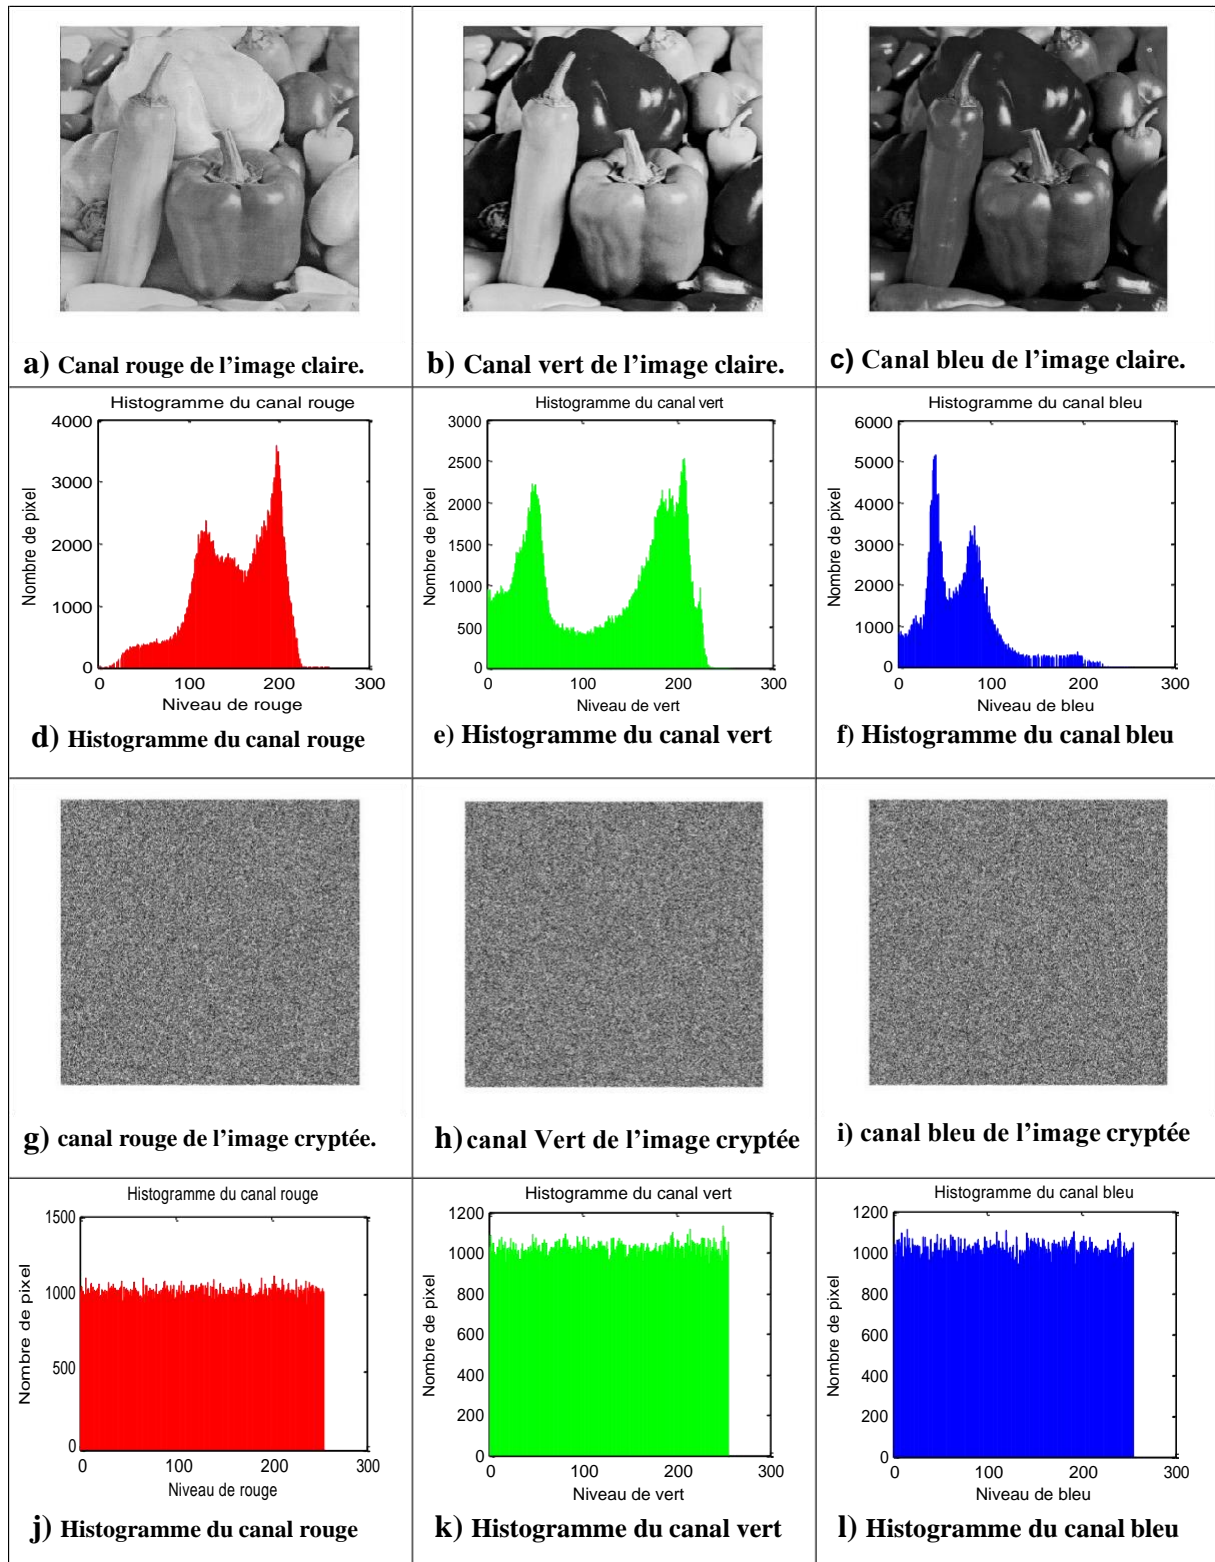 a) Canal rouge de l’image claire.
b) Canal vert de l’image claire.
c) Canal bleu de l’image claire.
Histogramme du canal rouge
4000
3000
2000
1000
0
Nombre de pixel
0 100 200 300
Niveau de rouge
d) Histogramme du canal rouge
Histogramme du canal vert
3000
2500
2000
1500
1000
500
0
Nombre de pixel
0 100 200 300
Niveau de vert
e) Histogramme du canal vert
Histogramme du canal bleu
6000
5000
4000
3000
2000
1000
0
Nombre de pixel
0 100 200 300
Niveau de bleu
f) Histogramme du canal bleu
g) canal rouge de l’image cryptée.
h) canal Vert de l’image cryptée
i) canal bleu de l’image cryptée
Histogramme du canal rouge
1500
1000
500
0
Nombre de pixel
0 100 200 300
Niveau de rouge
j) Histogramme du canal rouge
Histogramme du canal vert
1200
1000
800
600
400
200
0
Nombre de pixel
0 100 200 300
Niveau de vert
k) Histogramme du canal vert
Histogramme du canal bleu
1200
1000
800
600
400
200
0
Nombre de pixel
0 100 200 300
Niveau de bleu
l) Histogramme du canal bleu